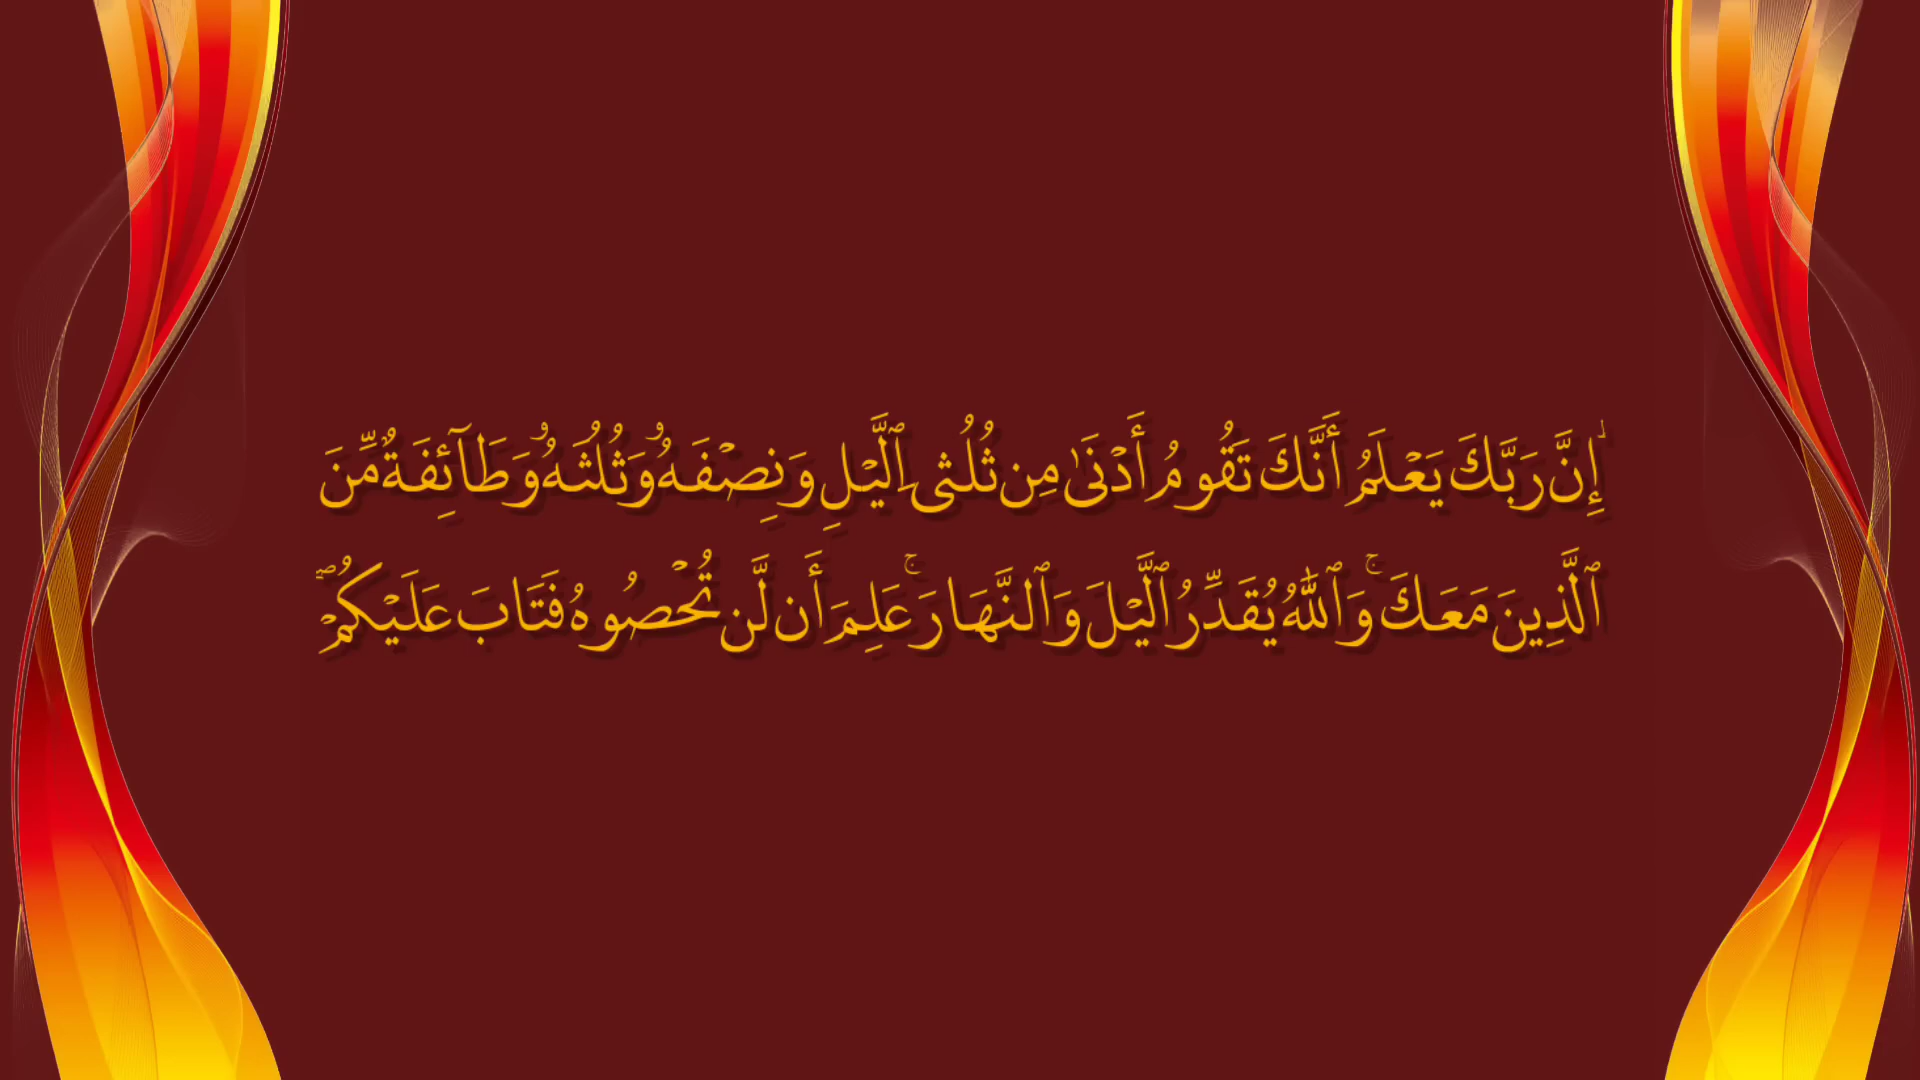 إِنَّ رَبَّكَ يَعۡلَمُ أَنَّكَ تَقُومُ أَدۡنَىٰ مِن ثُلُثَيِ ٱلَّيۡلِ وَنِصۡفَهُۥ وَثُلُثَهُۥ وَطَآئِفَةٞ مِّنَ
ٱلَّذِينَ مَعَكَۚ وَٱللَّهُ يُقَدِّرُ ٱلَّيۡلَ وَٱلنَّهَارَۚ عَلِمَ أَن لَّن تُحۡصُوهُ فَتَابَ عَلَيۡكُمۡۖ